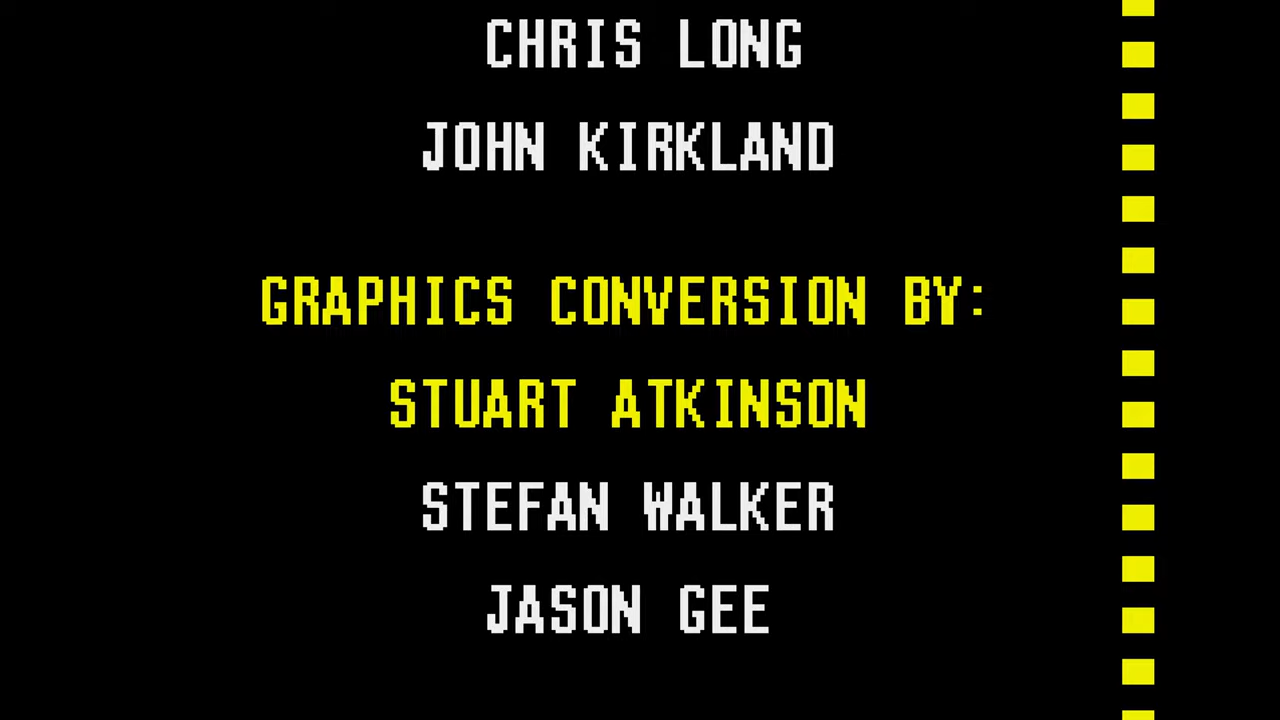 CHRIS LONG
JOHN KIRKLAND
GRAPHICS CONVERSION BY:
STUART ATKINSON
STEFAN WALKER
JASON GEE